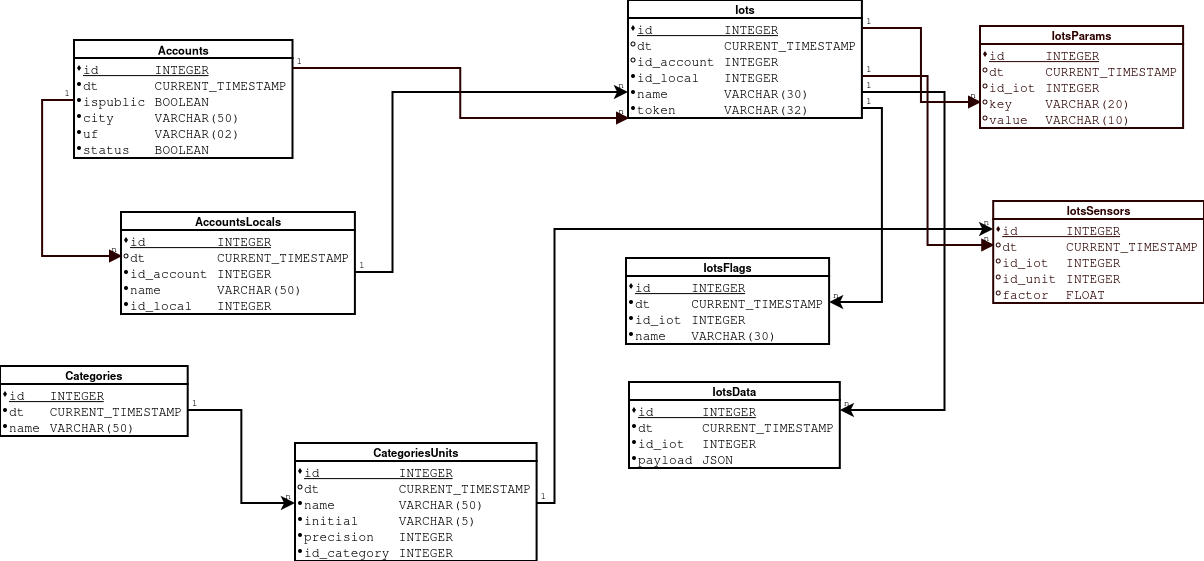 Iots
id INTEGER
dt CURRENT_TIMESTAMP
id_account INTEGER
id_local INTEGER
name VARCHAR(30)
token VARCHAR(32)
1
1
1
1
n
n
IotsParams
id INTEGER
dt CURRENT_TIMESTAMP
id_iot INTEGER
key VARCHAR(20)
value VARCHAR(10)
n
Accounts
id INTEGER
dt CURRENT_TIMESTAMP
ispublic BOOLEAN
city VARCHAR(50)
uf VARCHAR(02)
status BOOLEAN
1
1
AccountsLocals
id INTEGER
dt CURRENT_TIMESTAMP
id_account INTEGER
name VARCHAR(50)
id_local INTEGER
n
1
IotsSensors
id INTEGER
dt CURRENT_TIMESTAMP
id_iot INTEGER
id_unit INTEGER
factor FLOAT
n
n
IotsFlags
id INTEGER
dt CURRENT_TIMESTAMP
id_iot INTEGER
name VARCHAR(30)
n
Categories
id INTEGER
dt CURRENT_TIMESTAMP
name VARCHAR(50)
1
IotsData
id INTEGER
dt CURRENT_TIMESTAMP
id_iot INTEGER
payload JSON
n
CategoriesUnits
id INTEGER
dt CURRENT_TIMESTAMP
name VARCHAR(50)
initial VARCHAR(5)
precision INTEGER
id_category INTEGER
n
1